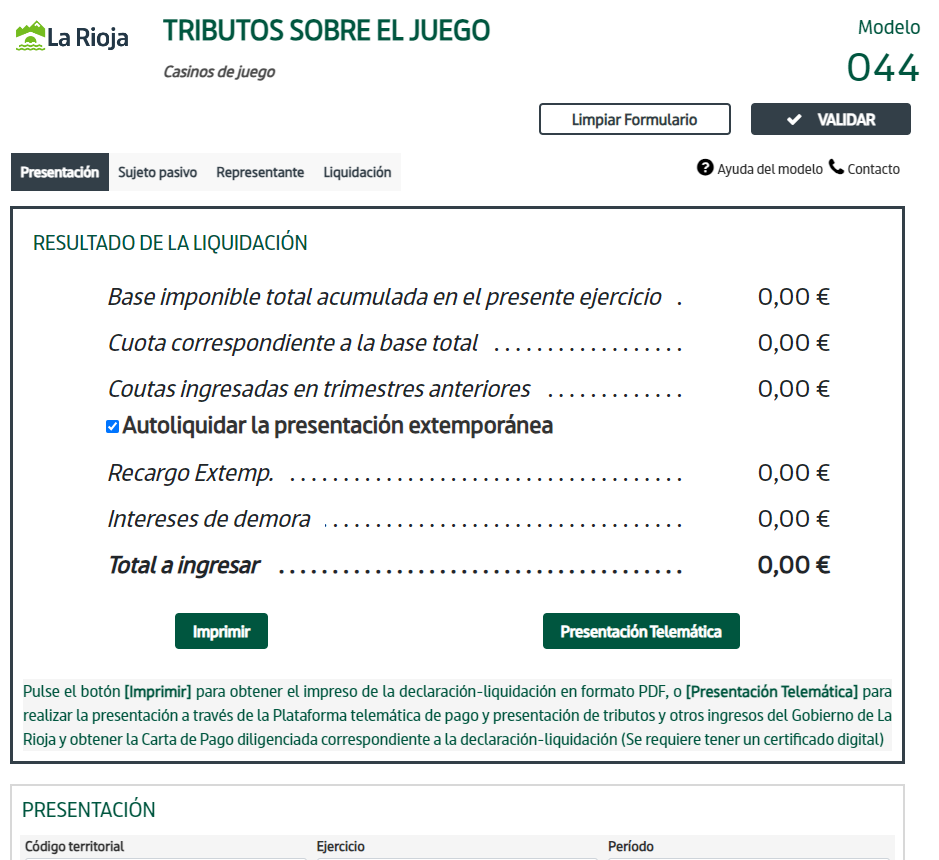 La Rioja
TRIBUTOS SOBRE EL JUEGO
Casinos de juego
Modelo
044
Limpiar Formulario
VALIDAR
Presentación Sujeto pasivo Representante Liquidación
? Ayuda del modelo Contacto
RESULTADO DE LA LIQUIDACIÓN
Base imponible total acumulada en el presente ejercicio . 0,00 €
Cuota correspondiente a la base total .................. 0,00 €
Coutas ingresadas en trimestres anteriores ............. 0,00 €
Autoliquidar la presentación extemporánea
Recargo Extemp. ..................................... 0,00 €
Intereses de demora .................................. 0,00 €
Total a ingresar ...................................... 0,00 €
Imprimir
Presentación Telemática
Pulse el botón [Imprimir] para obtener el impreso de la declaración-liquidación en formato PDF, o [Presentación Telemática] para
realizar la presentación a través de la Plataforma telemática de pago y presentación de tributos y otros ingresos del Gobierno de La
Rioja y obtener la Carta de Pago diligenciada correspondiente a la declaración-liquidación (Se requiere tener un certificado digital)
PRESENTACIÓN
Código territorial Ejercicio Período